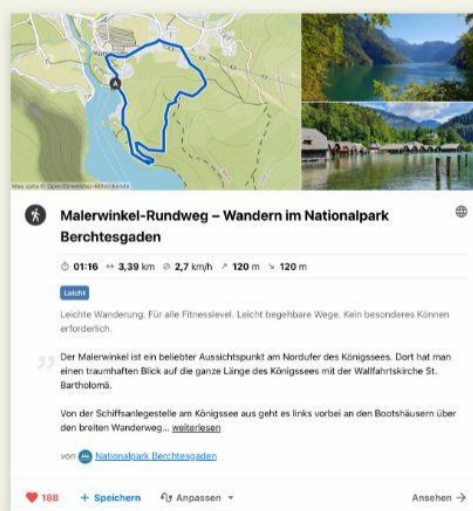 A
Map data © OpenStreetMap-Mitwirkende
Malerwinkel-Rundweg – Wandern im Nationalpark
Berchtesgaden
01:16 3,39 km 2,7 km/h 120 m 120 m
Leicht
Leichte Wanderung. Für alle Fitnesslevel. Leicht begehbare Wege. Kein besonderes Können
erforderlich.
Der Malerwinkel ist ein beliebter Aussichtspunkt am Nordufer des Königssees. Dort hat man
einen traumhaften Blick auf die ganze Länge des Königssees mit der Wallfahrtskirche St.
Bartholomä.
Von der Schiffsanlegestelle am Königssee aus geht es links vorbei an den Bootshäusern über
den breiten Wanderweg... weiterlesen
von Nationalpark Berchtesgaden
188 + Speichern Anpassen Ansehen →